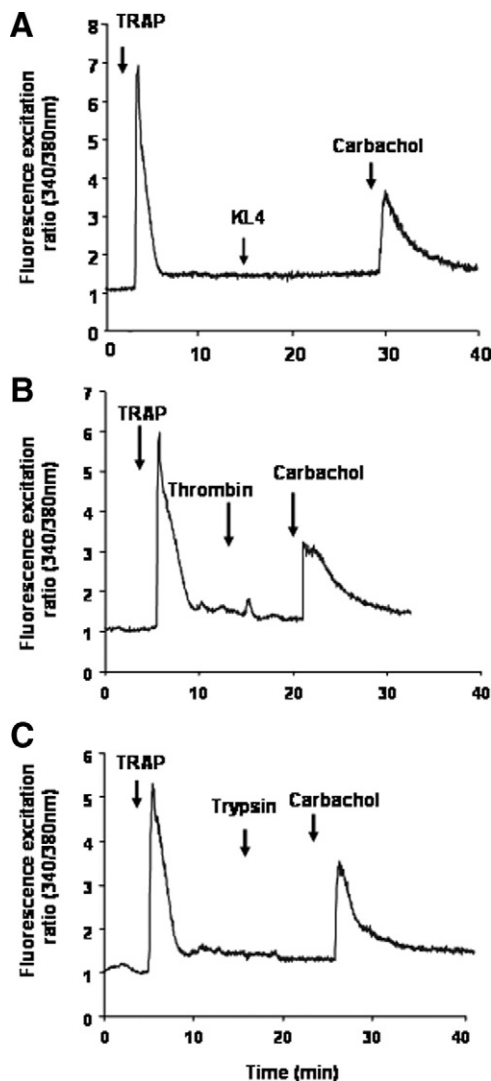 A
TRAP
8
7
6
5
4
3
2
1
0
Fluorescence excitation
ratio (340/380nm)
KL4
Carbachol
0
10
20
30
40
B
7
6
5
4
3
2
1
0
Fluorescence excitation
ratio (340/380nm)
TRAP
Thrombin
Carbachol
0
10
20
30
40
C
6
5
4
3
2
1
0
Fluorescence excitation
ratio (340/380nm)
TRAP
Trypsin
Carbachol
0
10
20
30
40
Time (min)